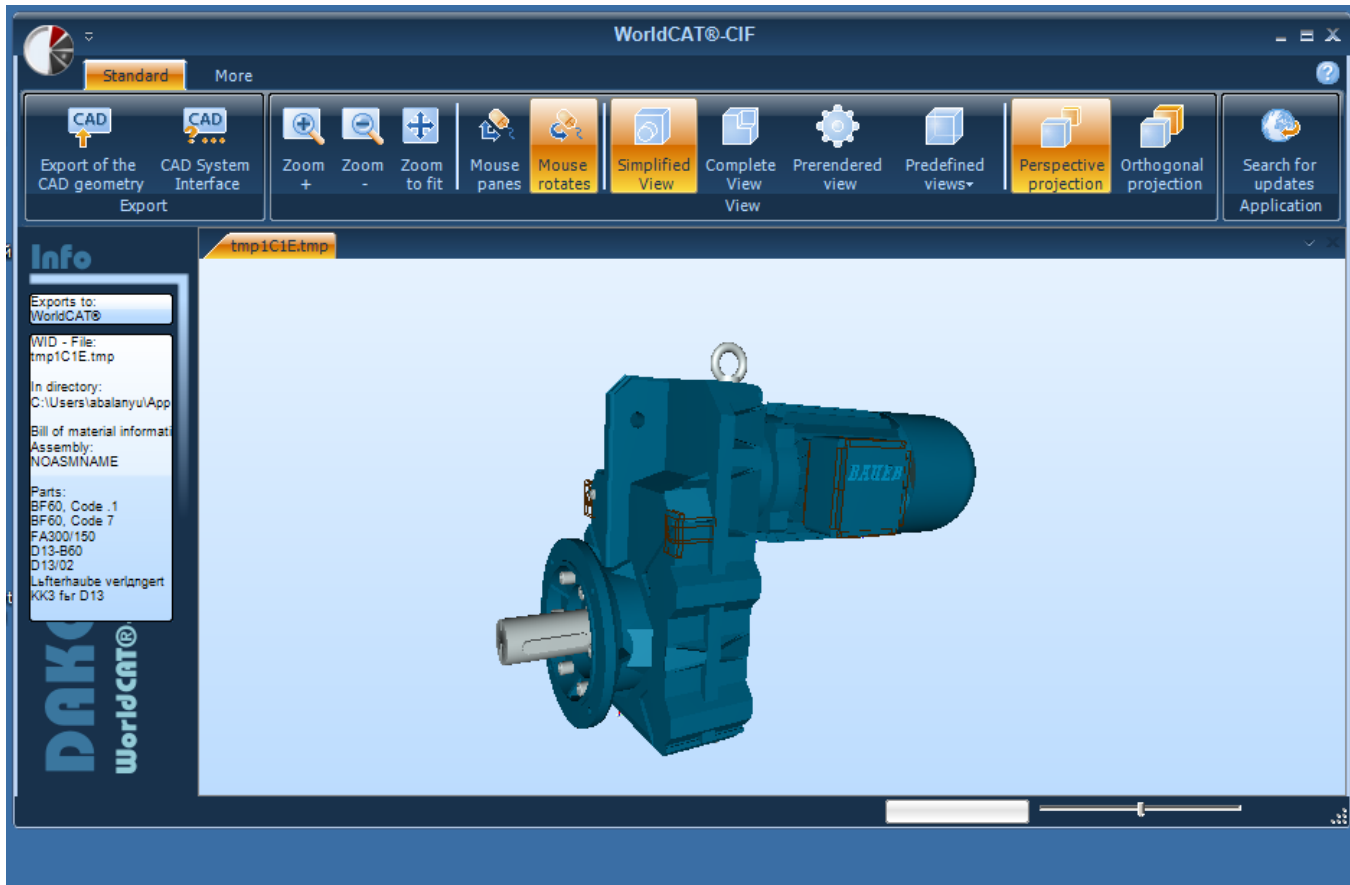 WorldCAT®-CIF
Standard
More
CAD
Export of the
CAD geometry
CAD
CAD System
Interface
Export
Zoom
+
Zoom
-
Zoom
to fit
Mouse
panes
Mouse
rotates
Simplified
View
Complete
View
Prerendered
view
Predefined
views
View
Perspective
projection
Orthogonal
projection
Search for
updates
Application
Info
tmp1C1E.tmp
Exports to:
WorldCAT®
WID - File:
tmp1C1E.tmp
In directory:
C:\Users\abalanyu\App
Bill of material informati
Assembly:
NOASMNAME
Parts:
BF60, Code .1
BF60, Code 7
FA300/150
D13-B60
D13/02
Lьfterhaube verlдngert
KK3 fьr D13
WorldCAT®
BAUER